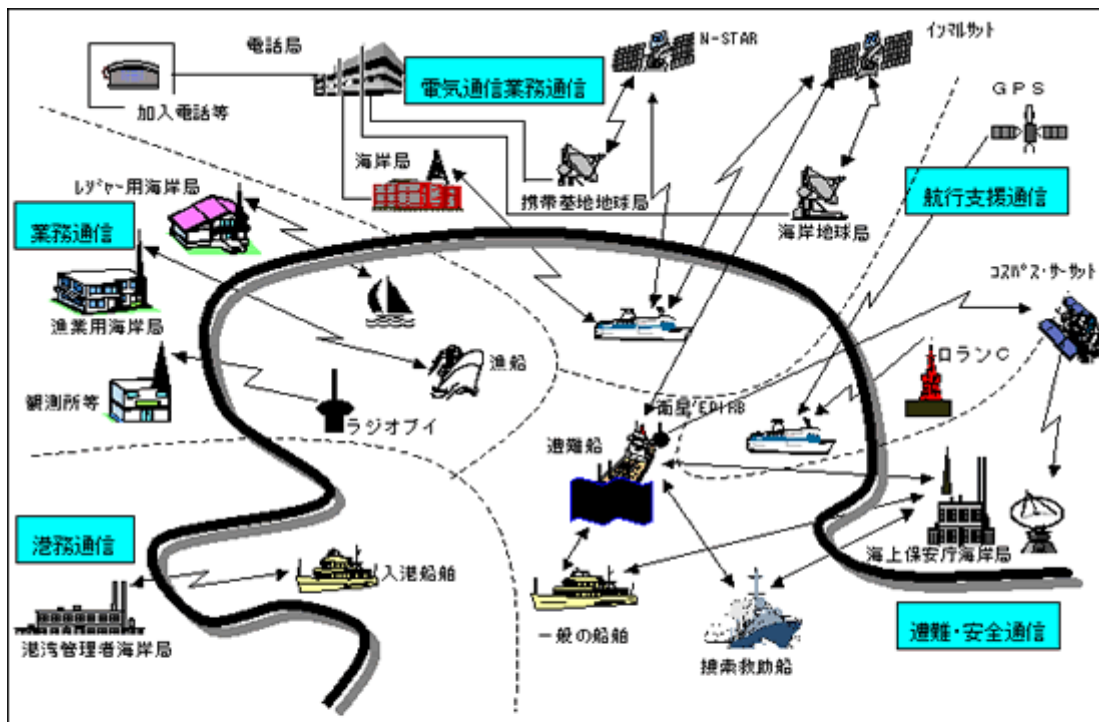 電話局
N-STAR
インマルサット
電気通信業務通信
GPS
加入電話等
海岸局
レジャー用海岸局
携帯基地地球局
海岸地球局
航行支援通信
業務通信
コスパス・サーサット
漁業用海岸局
漁船
ロランC
観測所等
ラジオブイ
衛星EPIRB
遭難船
港務通信
入港船舶
海上保安庁海岸局
一般の船舶
遭難・安全通信
港湾管理者海岸局
捜索救助船